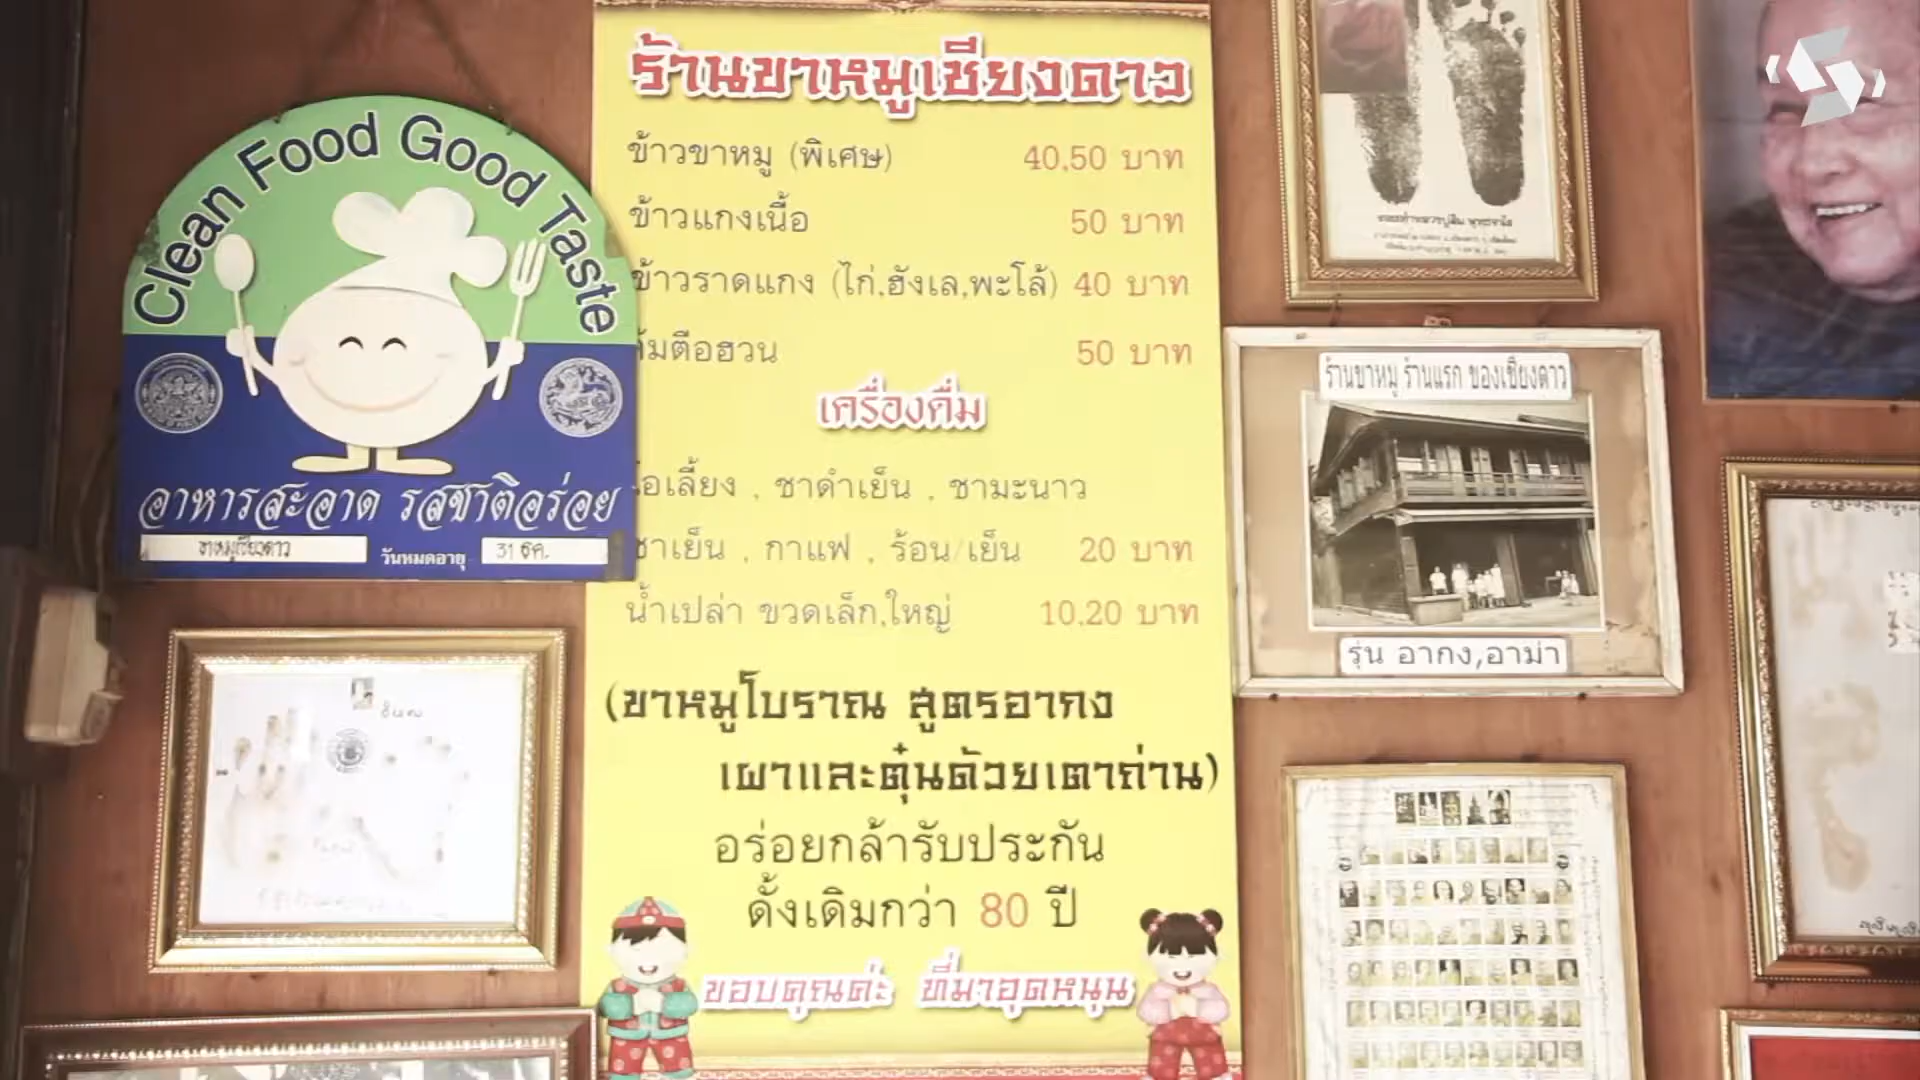 Clean Food Good Taste
อาหารสะอาด รสชาติอร่อย
ขาหมูเชียงดาว
วันหมดอายุ 31 ธค.
ร้านขาหมูเชียงดาว
ข้าวขาหมู (พิเศษ) 40,50 บาท
ข้าวแกงเนื้อ 50 บาท
ข้าวราดแกง (ไก่,ฮังเล,พะโล้) 40 บาท
ต้มตือฮวน 50 บาท
เครื่องดื่ม
โอเลี้ยง , ชาดำเย็น , ชามะนาว
ชาเย็น , กาแฟ , ร้อน/เย็น 20 บาท
น้ำเปล่า ขวดเล็ก,ใหญ่ 10,20 บาท
(ขาหมูโบราณ สูตรอากง
เผาและตุ๋นด้วยเตาถ่าน)
อร่อยกล้ารับประกัน
ดั้งเดิมกว่า 80 ปี
ขอบคุณค่ะ ที่มาอุดหนุน
ร้านขาหมู ร้านแรก ของเชียงดาว
รุ่น อากง,อาม่า